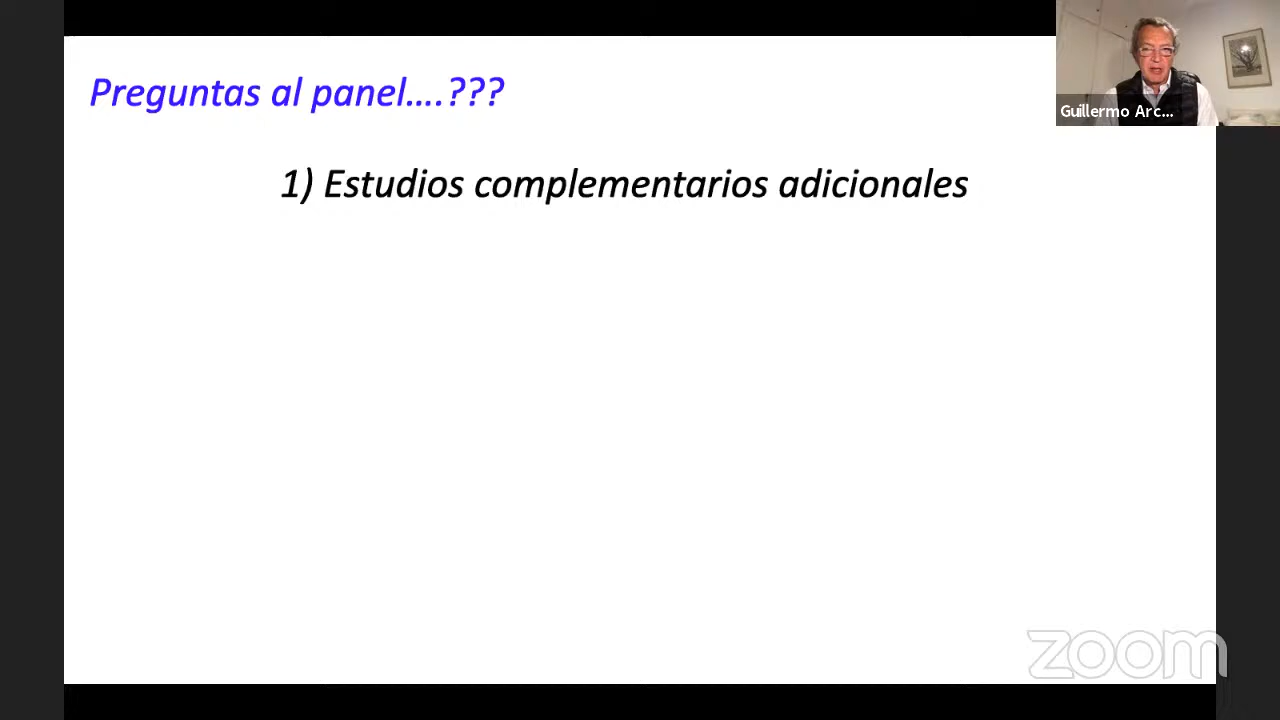 Preguntas al panel....???
Guillermo Arc...
1) Estudios complementarios adicionales
zoom